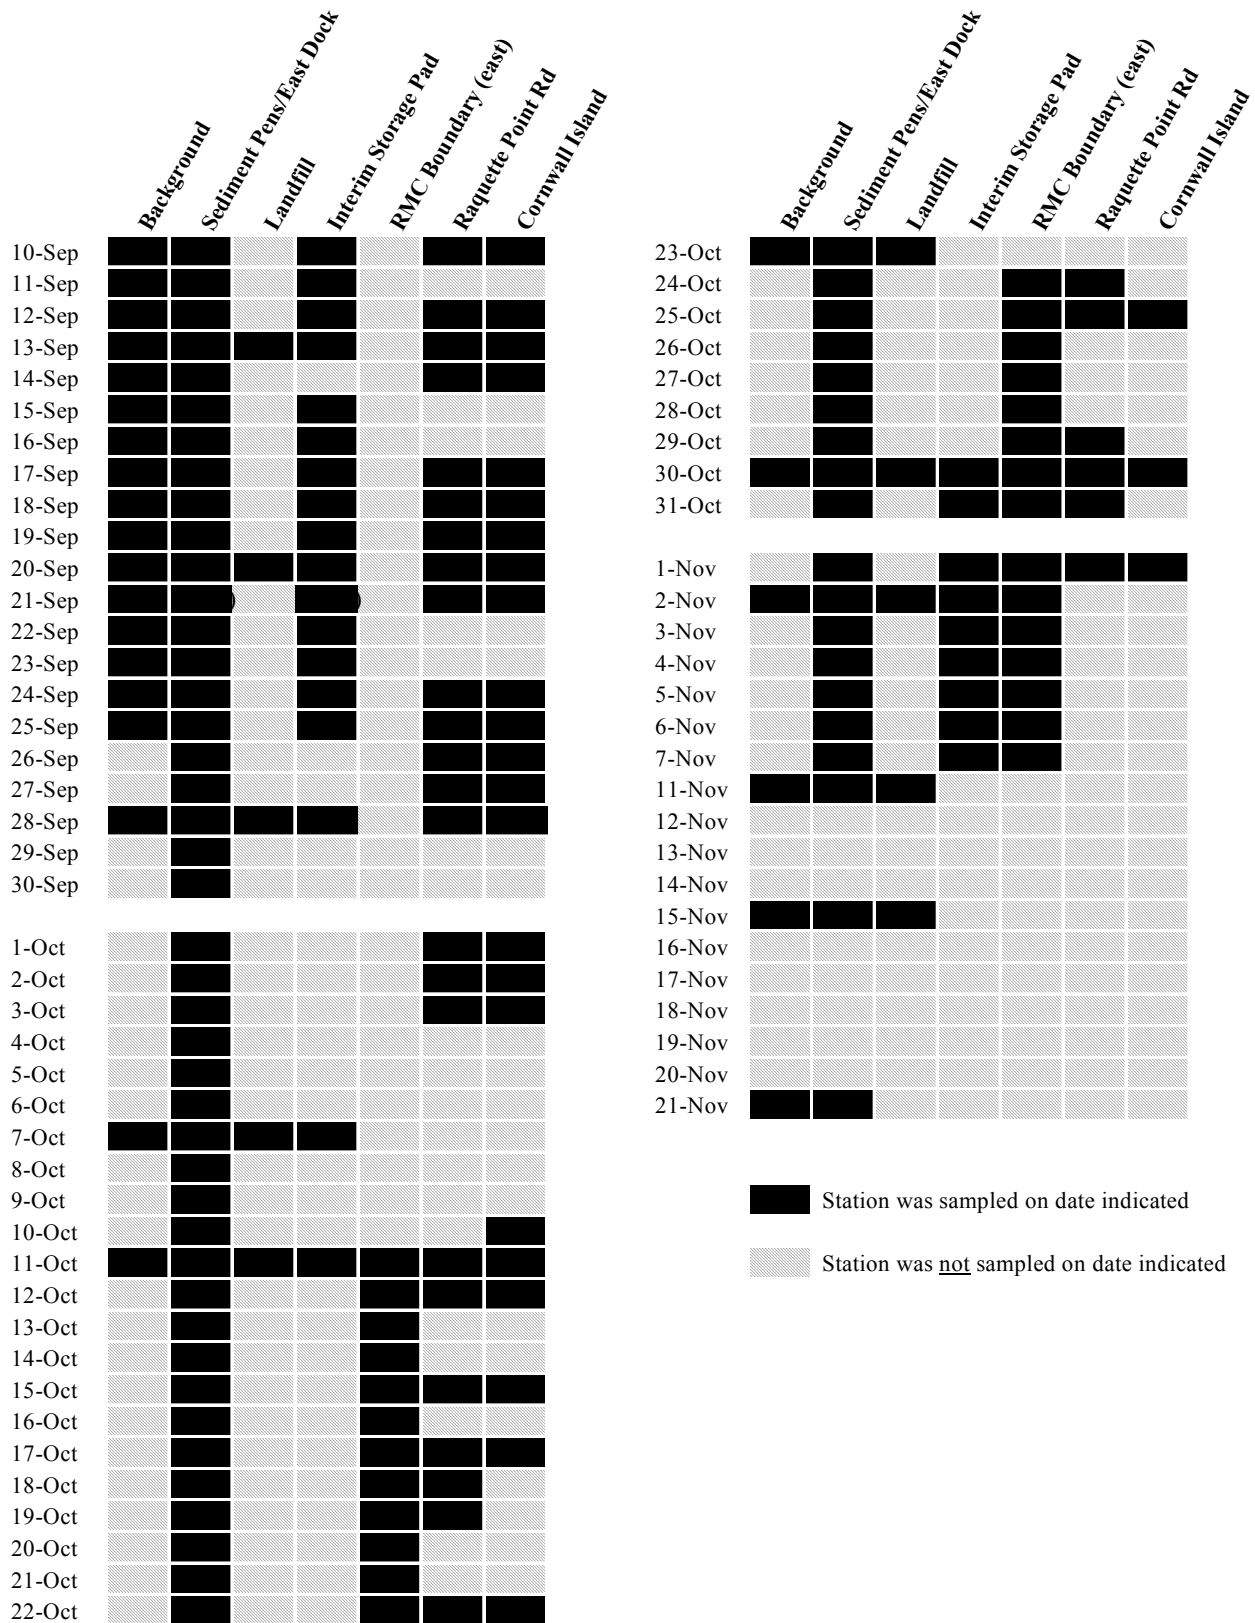 Background
Sediment Pens/East Dock
Landfill
Interim Storage Pad
RMC Boundary (east)
Raquette Point Rd
Cornwall Island
10-Sep
11-Sep
12-Sep
13-Sep
14-Sep
15-Sep
16-Sep
17-Sep
18-Sep
19-Sep
20-Sep
21-Sep ) )
22-Sep
23-Sep
24-Sep
25-Sep
26-Sep
27-Sep
28-Sep
29-Sep
30-Sep
1-Oct
2-Oct
3-Oct
4-Oct
5-Oct
6-Oct
7-Oct
8-Oct
9-Oct
10-Oct
11-Oct
12-Oct
13-Oct
14-Oct
15-Oct
16-Oct
17-Oct
18-Oct
19-Oct
20-Oct
21-Oct
22-Oct
Background
Sediment Pens/East Dock
Landfill
Interim Storage Pad
RMC Boundary (east)
Raquette Point Rd
Cornwall Island
23-Oct
24-Oct
25-Oct
26-Oct
27-Oct
28-Oct
29-Oct
30-Oct
31-Oct
1-Nov
2-Nov
3-Nov
4-Nov
5-Nov
6-Nov
7-Nov
11-Nov
12-Nov
13-Nov
14-Nov
15-Nov
16-Nov
17-Nov
18-Nov
19-Nov
20-Nov
21-Nov
Station was sampled on date indicated
Station was not sampled on date indicated